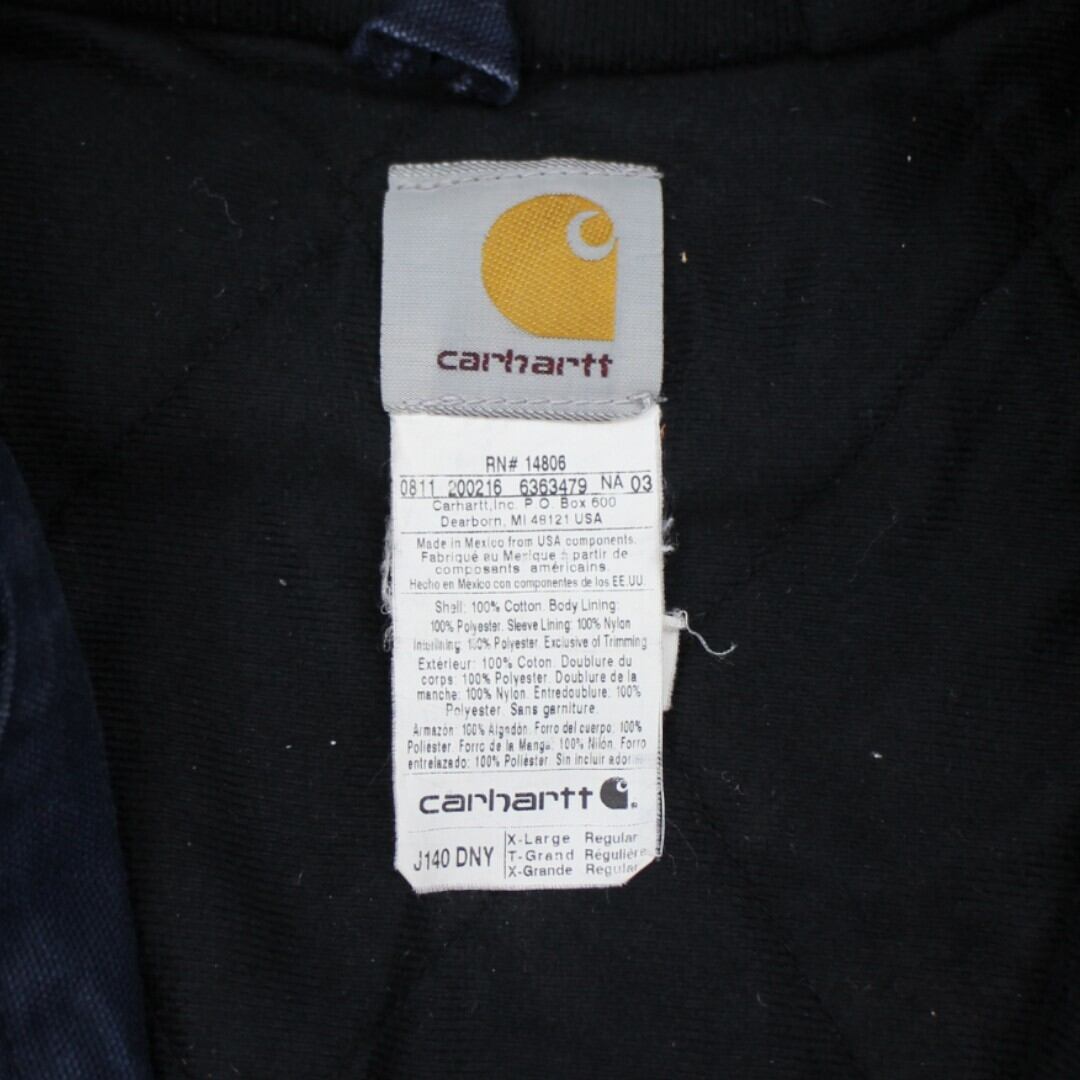 carhartt
RN# 14806
0811 200216 6363479 NA 03
Carhartt, Inc. P.O. Box 600
Dearborn, MI 48121 USA
Made in Mexico from USA components.
Fabriqué au Mexique à partir de
composants américains.
Hecho en Mexico con componentes de los EE.UU.
Shell: 100% Cotton. Body Lining:
100% Polyester. Sleeve Lining: 100% Nylon
Interlining: 100% Polyester. Exclusive of Trimming
Extérieur: 100% Coton. Doublure du
corps: 100% Polyester. Doublure de la
manche: 100% Nylon. Entredoublure: 100%
Polyester. Sans garniture.
Armazón: 100% Algodón. Forro del cuerpo: 100%
Poliéster. Forro de la Manga: 100% Nilón. Forro
entrelazado: 100% Poliéster. Sin incluir
carhartt
J140 DNY
X-Large Regular
T-Grand Régulière
X-Grande Regular